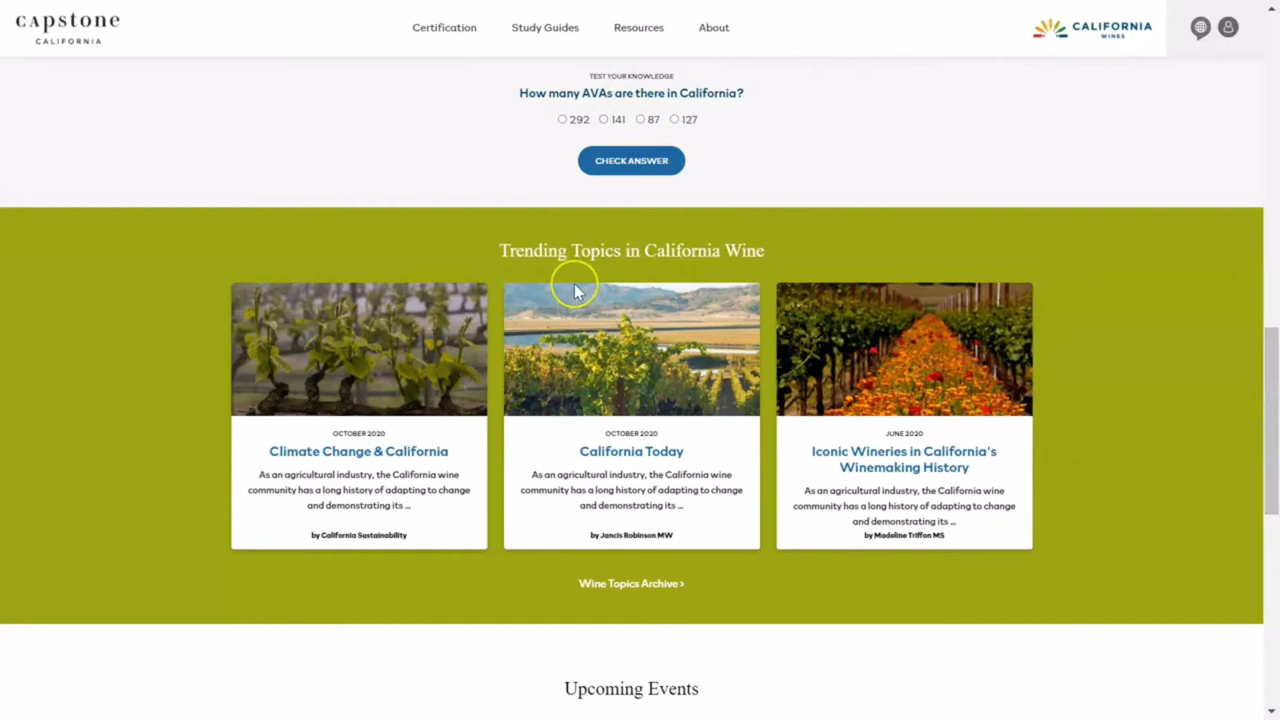 capstone
CALIFORNIA
Certification
Study Guides
Resources
About
CALIFORNIA
WINES
TEST YOUR KNOWLEDGE
How many AVAs are there in California?
292 141 87 127
CHECK ANSWER
Trending Topics in California Wine
OCTOBER 2020
Climate Change & California
As an agricultural industry, the California wine
community has a long history of adapting to change
and demonstrating its ...
by California Sustainability
OCTOBER 2020
California Today
As an agricultural industry, the California wine
community has a long history of adapting to change
and demonstrating its ...
by Jancis Robinson MW
JUNE 2020
Iconic Wineries in California's
Winemaking History
As an agricultural industry, the California wine
community has a long history of adapting to change
and demonstrating its ...
by Madeline Triffon MS
Wine Topics Archive >
Upcoming Events